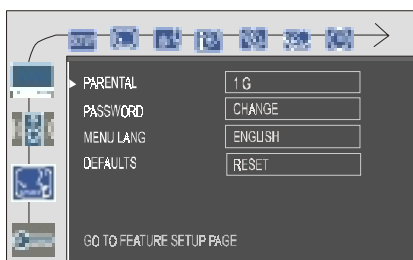 PARENTAL 1 G
PASSWORD CHANGE
MENU LANG ENGLISH
DEFAULTS RESET
GO TO FEATURE SETUP PAGE